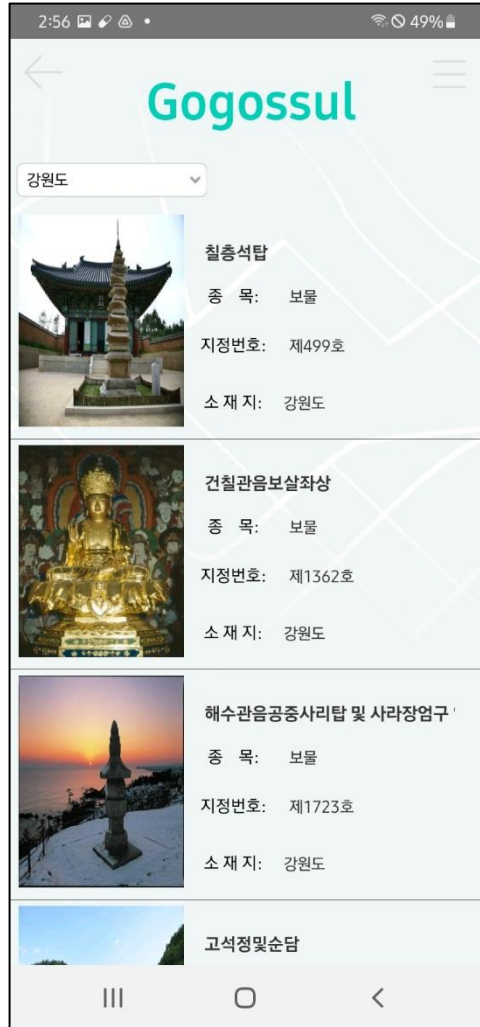 2:56 49%
Gogossul
강원도
칠층석탑
종 목: 보물
지정번호: 제499호
소 재 지: 강원도
건칠관음보살좌상
종 목: 보물
지정번호: 제1362호
소 재 지: 강원도
해수관음공중사리탑 및 사라장엄구
종 목: 보물
지정번호: 제1723호
소 재 지: 강원도
고석정및순담